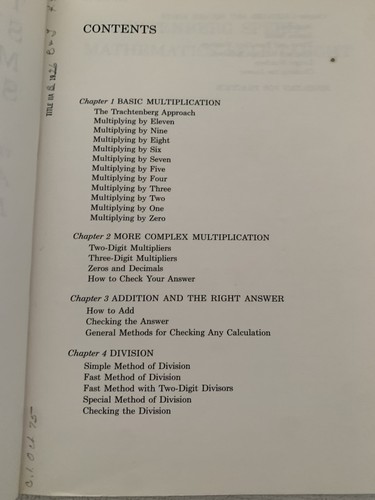 CONTENTS
Chapter 1 BASIC MULTIPLICATION
The Trachtenberg Approach
Multiplying by Eleven
Multiplying by Nine
Multiplying by Eight
Multiplying by Six
Multiplying by Seven
Multiplying by Five
Multiplying by Four
Multiplying by Three
Multiplying by Two
Multiplying by One
Multiplying by Zero
Chapter 2 MORE COMPLEX MULTIPLICATION
Two-Digit Multipliers
Three-Digit Multipliers
Zeros and Decimals
How to Check Your Answer
Chapter 3 ADDITION AND THE RIGHT ANSWER
How to Add
Checking the Answer
General Methods for Checking Any Calculation
Chapter 4 DIVISION
Simple Method of Division
Fast Method of Division
Fast Method with Two-Digit Divisors
Special Method of Division
Checking the Division